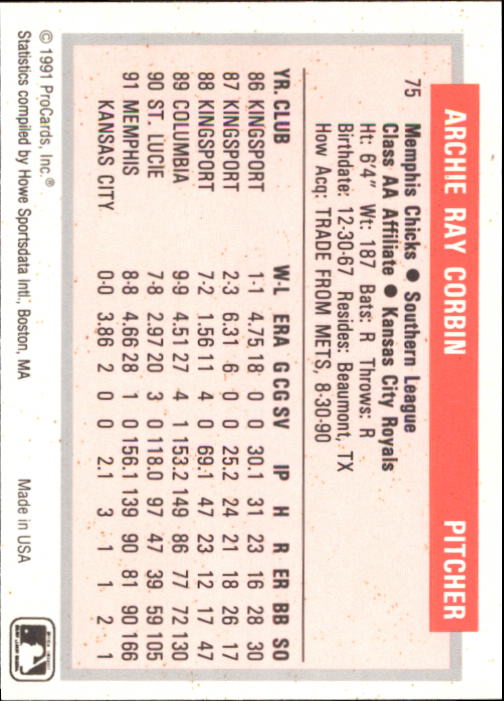 ARCHIE RAY CORBIN PITCHER
75 Memphis Chicks ● Southern League
Class AA Affiliate ● Kansas City Royals
Ht: 6'4" Wt: 187 Bats: R Throws: R
Birthdate: 12-30-67 Resides: Beaumont, TX
How Acq: TRADE FROM METS, 8-30-90
YR. CLUB W-L ERA G CG SV IP H R ER BB SO
86 KINGSPORT 1-1 4.75 18 0 0 30.1 31 23 16 28 30
87 KINGSPORT 2-3 6.31 6 0 0 25.2 24 21 18 26 17
88 KINGSPORT 7-2 1.56 11 4 0 69.1 47 23 12 17 47
89 COLUMBIA 9-9 4.51 27 4 1 153.2 149 86 77 72 130
90 ST. LUCIE 7-8 2.97 20 3 0 118.0 97 47 39 59 105
91 MEMPHIS 8-8 4.66 28 1 0 156.1 139 90 81 90 166
KANSAS CITY 0-0 3.86 2 0 0 2.1 3 1 1 2 1
© 1991 ProCards, Inc.® Made in USA
Statistics compiled by Howe Sportsdata Intl., Boston, MA